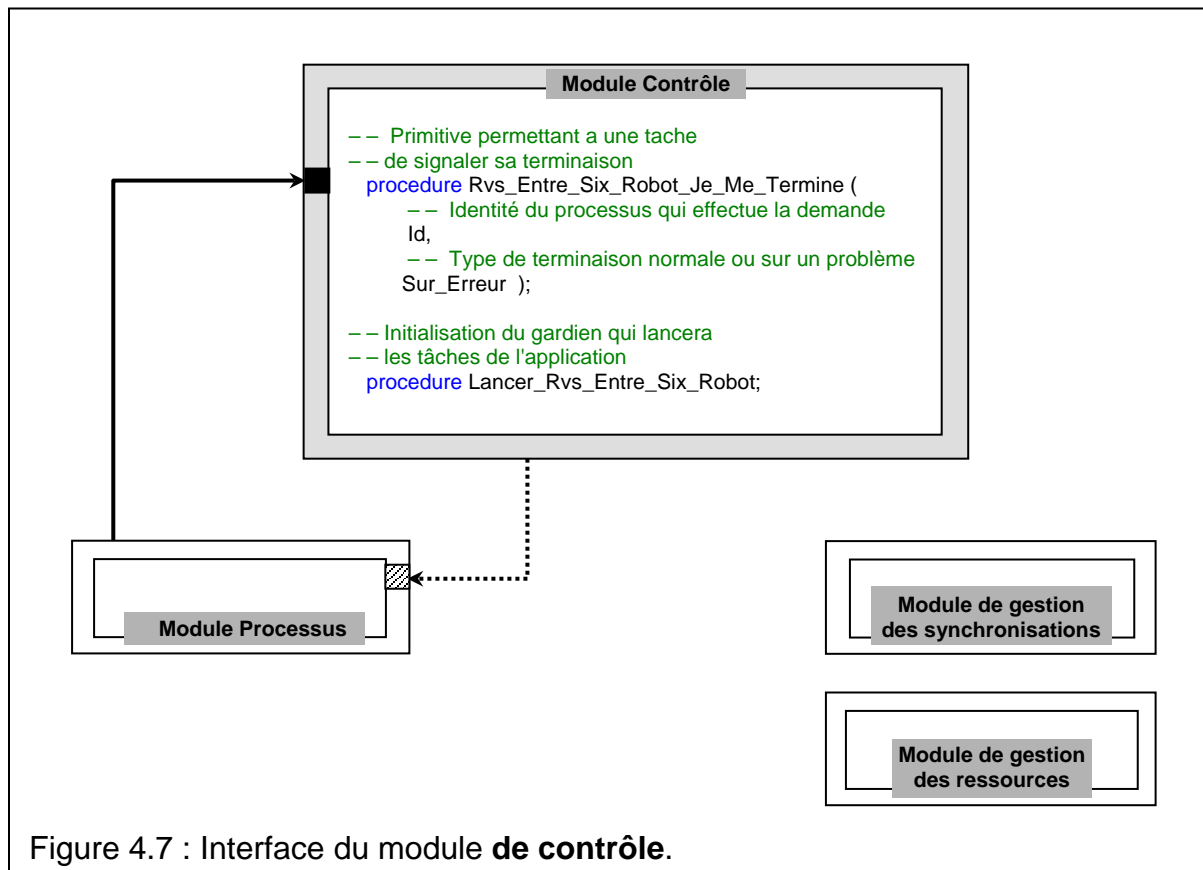 Module Contrôle
– – Primitive permettant a une tache
– – de signaler sa terminaison
procedure Rvs_Entre_Six_Robot_Je_Me_Termine (
– – Identité du processus qui effectue la demande
Id,
– – Type de terminaison normale ou sur un problème
Sur_Erreur );
– – Initialisation du gardien qui lancera
– – les tâches de l'application
procedure Lancer_Rvs_Entre_Six_Robot;
Module Processus
Module de gestion
des synchronisations
Module de gestion
des ressources
Figure 4.7 : Interface du module de contrôle.